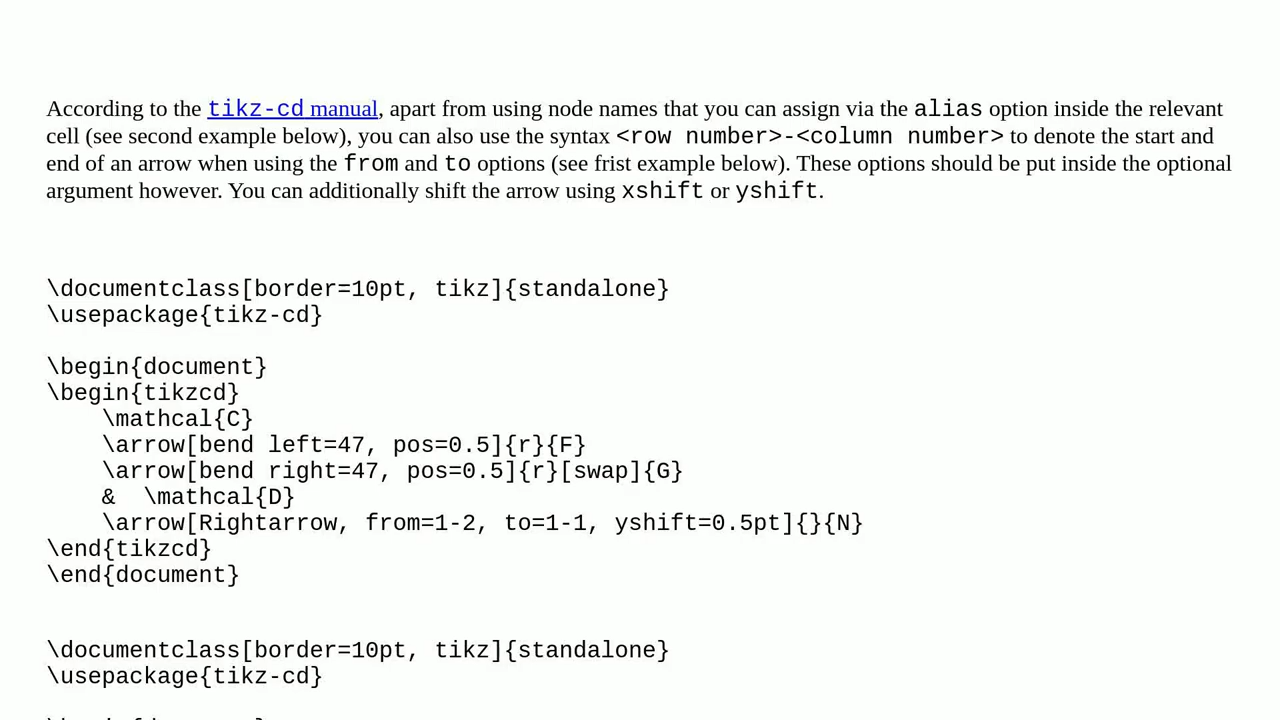 According to the tikz-cd manual, apart from using node names that you can assign via the alias option inside the relevant
cell (see second example below), you can also use the syntax <row number>-<column number> to denote the start and
end of an arrow when using the from and to options (see frist example below). These options should be put inside the optional
argument however. You can additionally shift the arrow using xshift or yshift.
\documentclass[border=10pt, tikz]{standalone}
\usepackage{tikz-cd}
\begin{document}
\begin{tikzcd}
    \mathcal{C}
    \arrow[bend left=47, pos=0.5]{r}{F}
    \arrow[bend right=47, pos=0.5]{r}[swap]{G}
    &  \mathcal{D}
    \arrow[Rightarrow, from=1-2, to=1-1, yshift=0.5pt]{}{N}
\end{tikzcd}
\end{document}
\documentclass[border=10pt, tikz]{standalone}
\usepackage{tikz-cd}